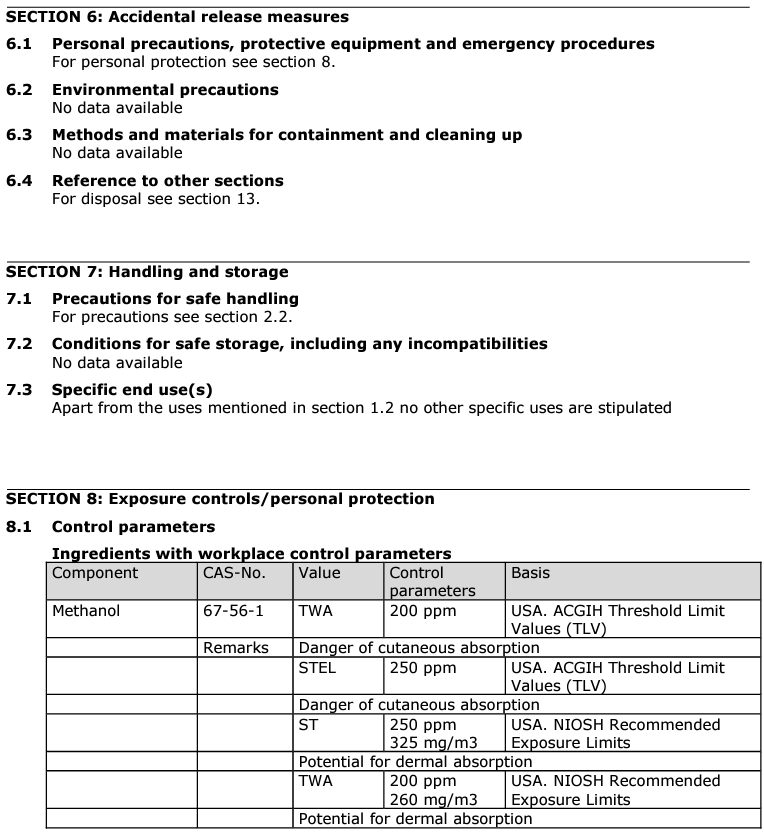 SECTION 6: Accidental release measures
6.1 Personal precautions, protective equipment and emergency procedures
For personal protection see section 8.
6.2 Environmental precautions
No data available
6.3 Methods and materials for containment and cleaning up
No data available
6.4 Reference to other sections
For disposal see section 13.
SECTION 7: Handling and storage
7.1 Precautions for safe handling
For precautions see section 2.2.
7.2 Conditions for safe storage, including any incompatibilities
No data available
7.3 Specific end use(s)
Apart from the uses mentioned in section 1.2 no other specific uses are stipulated
SECTION 8: Exposure controls/personal protection
8.1 Control parameters
Ingredients with workplace control parameters
Component CAS-No. Value Control Basis
parameters
Methanol 67-56-1 TWA 200 ppm USA. ACGIH Threshold Limit
Values (TLV)
Remarks Danger of cutaneous absorption
STEL 250 ppm USA. ACGIH Threshold Limit
Values (TLV)
Danger of cutaneous absorption
ST 250 ppm USA. NIOSH Recommended
325 mg/m3 Exposure Limits
Potential for dermal absorption
TWA 200 ppm USA. NIOSH Recommended
260 mg/m3 Exposure Limits
Potential for dermal absorption